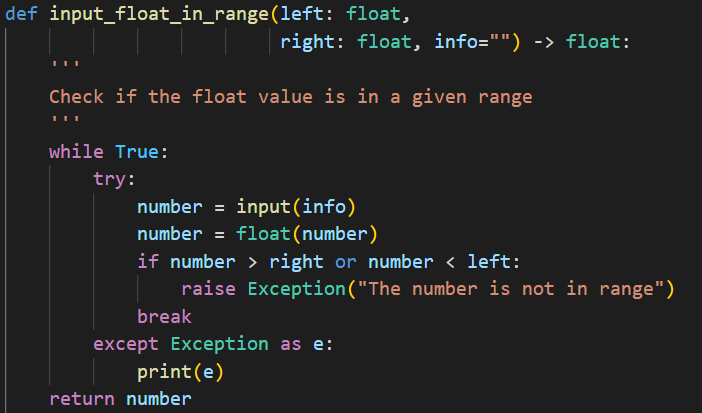 def input_float_in_range(left: float,
                         right: float, info="") -> float:
    '''
    Check if the float value is in a given range
    '''
    while True:
        try:
            number = input(info)
            number = float(number)
            if number > right or number < left:
                raise Exception("The number is not in range")
            break
        except Exception as e:
            print(e)
    return number